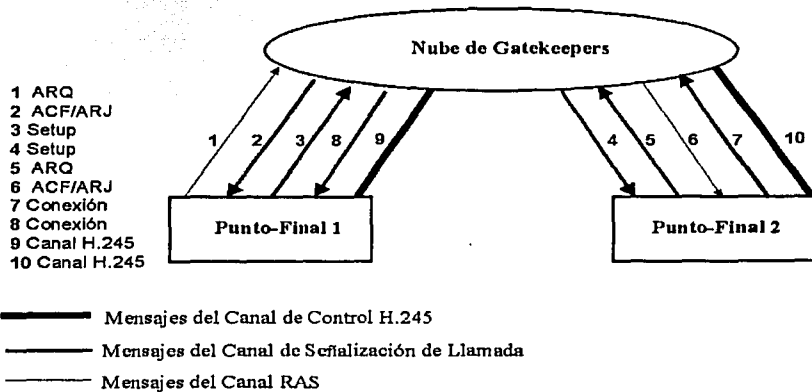 Nube de Gatekeepers
1 ARQ
2 ACF/ARJ
3 Setup
4 Setup
5 ARQ
6 ACF/ARJ
7 Conexión
8 Conexión
9 Canal H.245
10 Canal H.245
1 2 3 8 9
4 5 6 7 10
Punto-Final 1
Punto-Final 2
Mensajes del Canal de Control H.245
Mensajes del Canal de Señalización de Llamada
Mensajes del Canal RAS